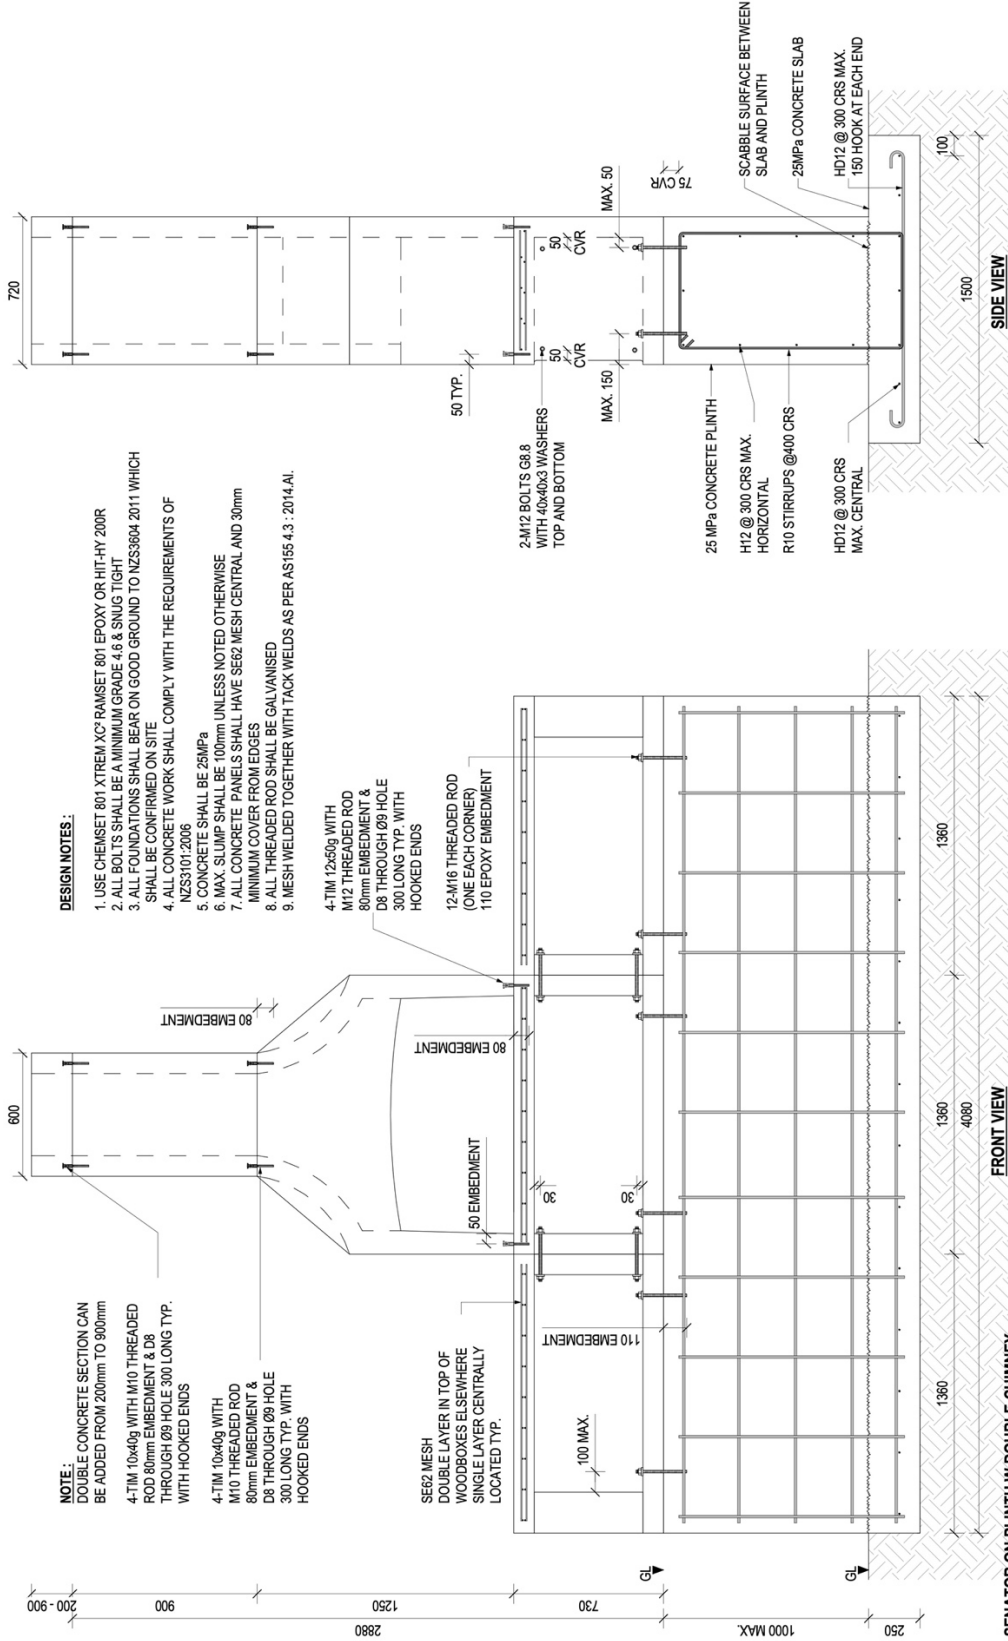 DESIGN NOTES :
1. USE CHEMSET 801 XTREM XC² RAMSET 801 EPOXY OR HIT-HY 200R
2. ALL BOLTS SHALL BE A MINIMUM GRADE 4.6 & SNUG TIGHT
3. ALL FOUNDATIONS SHALL BEAR ON GOOD GROUND TO NZS3604 2011 WHICH
SHALL BE CONFIRMED ON SITE
4. ALL CONCRETE WORK SHALL COMPLY WITH THE REQUIREMENTS OF
NZS3101:2006
5. CONCRETE SHALL BE 25MPa
6. MAX. SLUMP SHALL BE 100mm UNLESS NOTED OTHERWISE
7. ALL CONCRETE PANELS SHALL HAVE SE62 MESH CENTRAL AND 30mm
MINIMUM COVER FROM EDGES
8. ALL THREADED ROD SHALL BE GALVANISED
9. MESH WELDED TOGETHER WITH TACK WELDS AS PER AS155 4.3 : 2014.AI.
NOTE :
DOUBLE CONCRETE SECTION CAN
BE ADDED FROM 200mm TO 900mm
4-TIM 10x40g WITH M10 THREADED
ROD 80mm EMBEDMENT & D8
THROUGH Ø9 HOLE 300 LONG TYP.
WITH HOOKED ENDS
4-TIM 10x40g WITH
M10 THREADED ROD
80mm EMBEDMENT &
D8 THROUGH Ø9 HOLE
300 LONG TYP. WITH
HOOKED ENDS
SE62 MESH
DOUBLE LAYER IN TOP OF
WOODBOXES ELSEWHERE
SINGLE LAYER CENTRALLY
LOCATED TYP.
600
80 EMBEDMENT
80 EMBEDMENT
50 EMBEDMENT
30
30
110 EMBEDMENT
100 MAX.
4-TIM 12x50g WITH
M12 THREADED ROD
80mm EMBEDMENT &
D8 THROUGH Ø9 HOLE
300 LONG TYP. WITH
HOOKED ENDS
12-M16 THREADED ROD
(ONE EACH CORNER)
110 EPOXY EMBEDMENT
200 - 900
900
1250
730
2880
1000 MAX.
250
GL
GL
1360
1360
1360
4080
FRONT VIEW
720
50 TYP.
2-M12 BOLTS G8.8
WITH 40x40x3 WASHERS
TOP AND BOTTOM
50
CVR
50
CVR
MAX. 150
MAX. 50
75 CVR
25 MPa CONCRETE PLINTH
H12 @ 300 CRS MAX.
HORIZONTAL
R10 STIRRUPS @400 CRS
HD12 @ 300 CRS
MAX. CENTRAL
SCABBLE SURFACE BETWEEN
SLAB AND PLINTH
25MPa CONCRETE SLAB
HD12 @ 300 CRS MAX.
150 HOOK AT EACH END
100
1500
SIDE VIEW